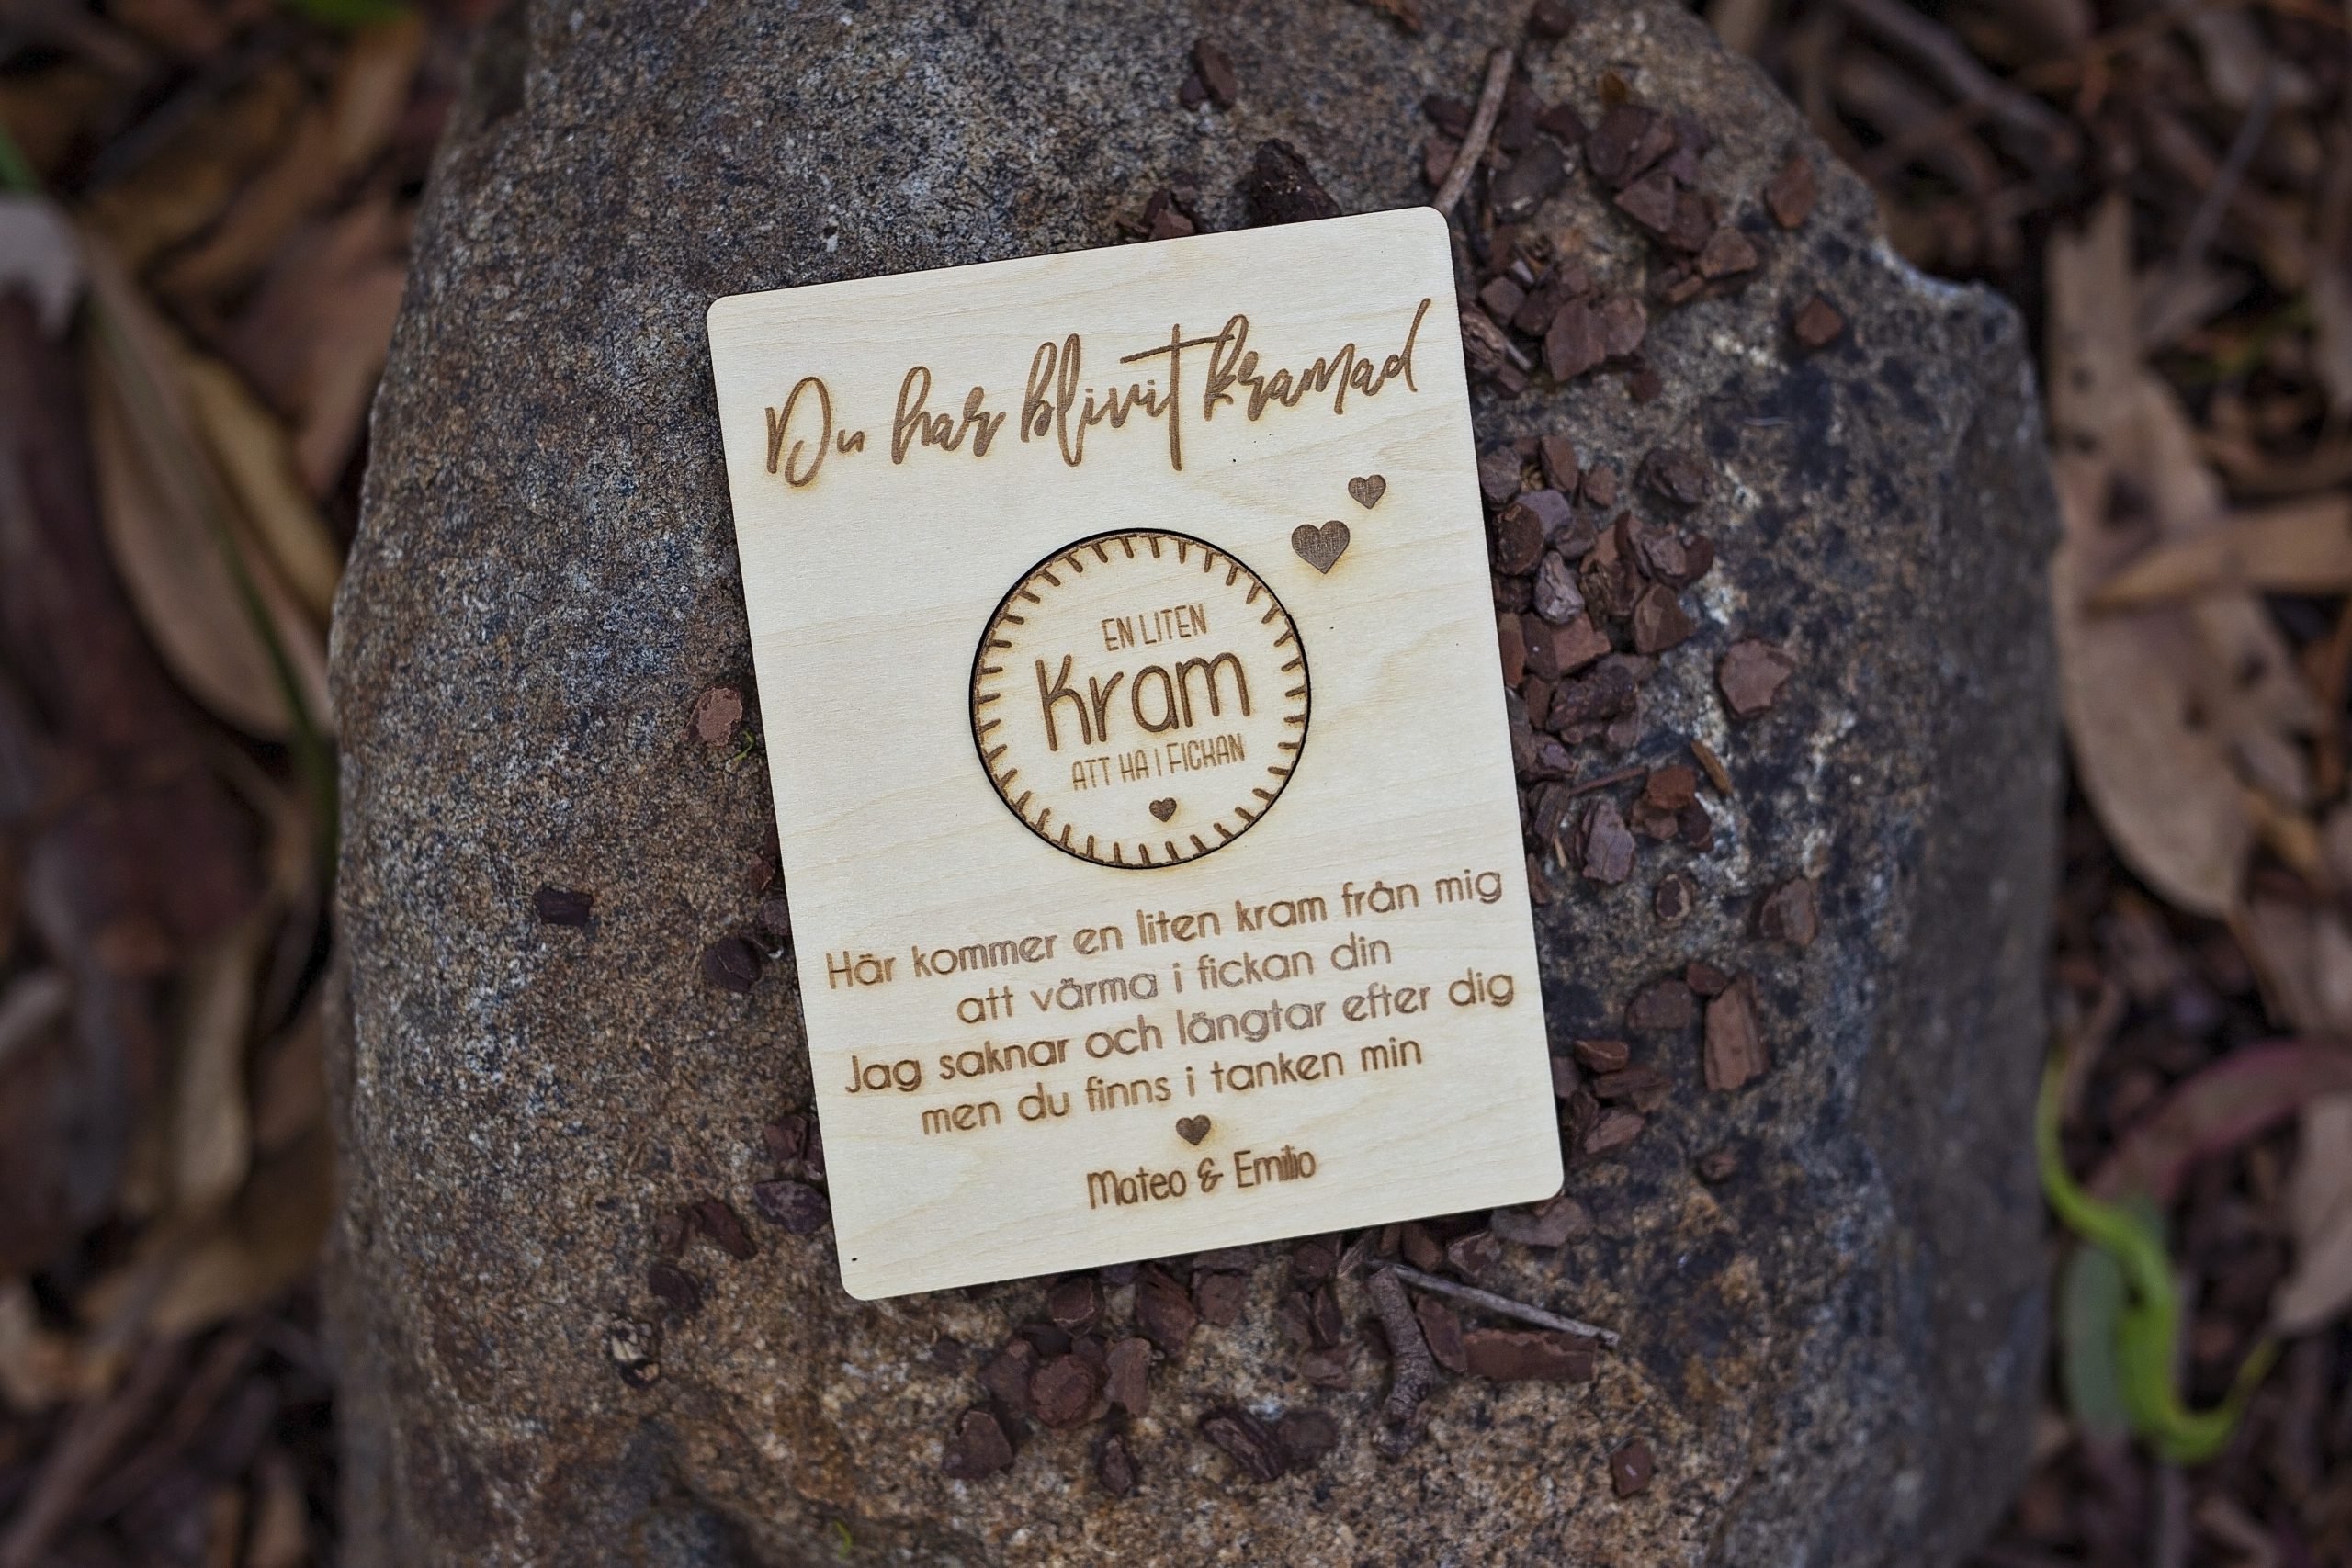 Du har blivit kramad
EN LITEN
Kram
ATT HA I FICKAN
Här kommer en liten kram från mig
att värma i fickan din
Jag saknar och längtar efter dig
men du finns i tanken min
Mateo & Emilio